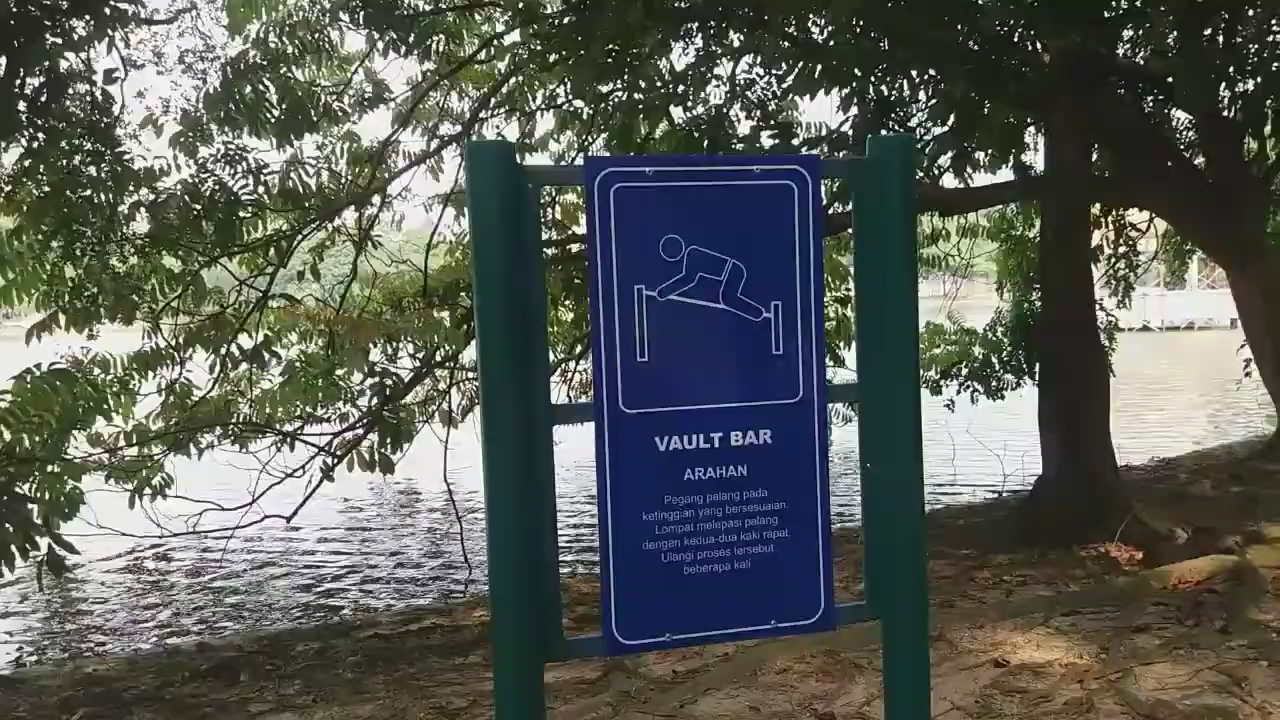 VAULT BAR
ARAHAN
Pegang palang pada
ketinggian yang bersesuaian.
Lompat melepasi palang
dengan kedua-dua kaki rapat.
Ulangi proses tersebut
beberapa kali